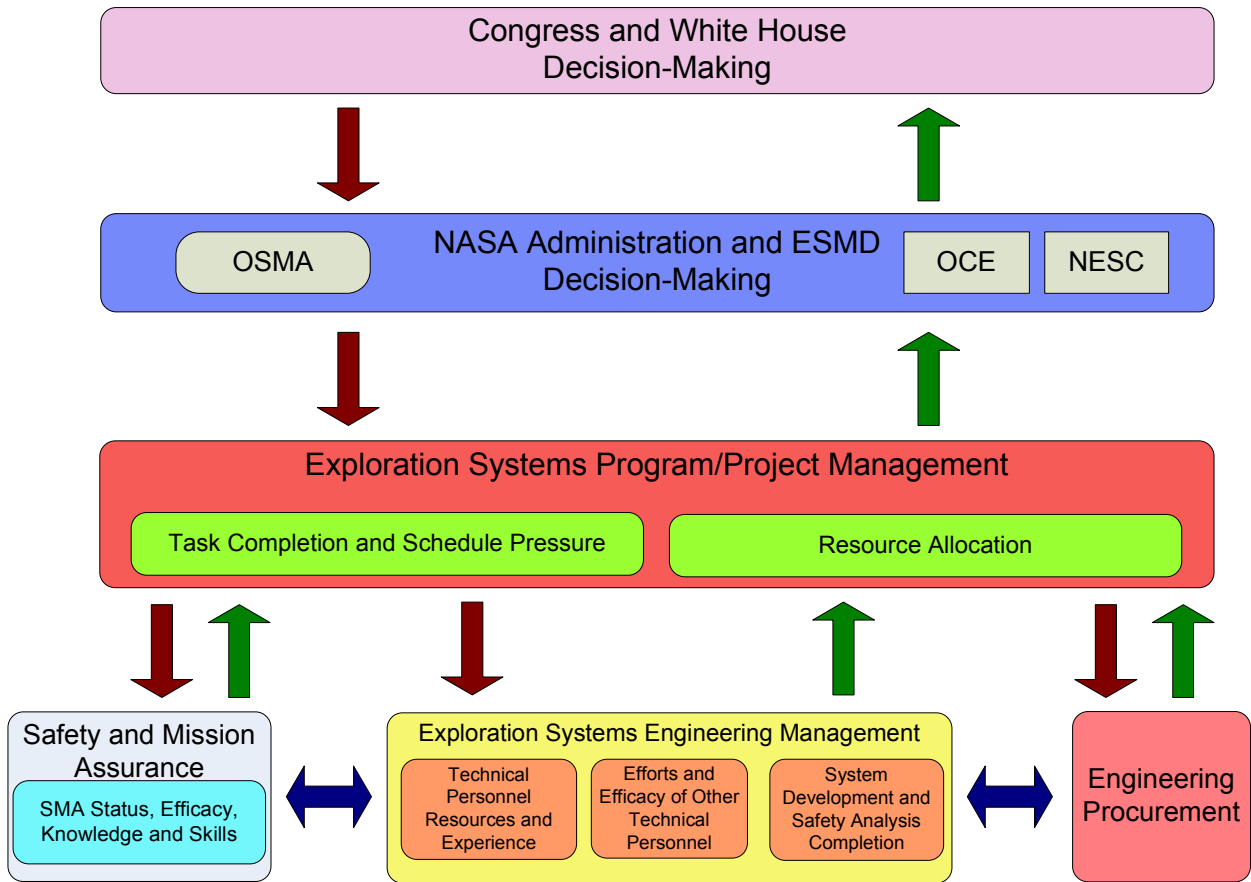 Congress and White House
Decision-Making
OSMA
NASA Administration and ESMD
Decision-Making
OCE
NESC
Exploration Systems Program/Project Management
Task Completion and Schedule Pressure
Resource Allocation
Safety and Mission
Assurance
SMA Status, Efficacy,
Knowledge and Skills
Exploration Systems Engineering Management
Technical
Personnel
Resources and
Experience
Efforts and
Efficacy of Other
Technical
Personnel
System
Development and
Safety Analysis
Completion
Engineering
Procurement